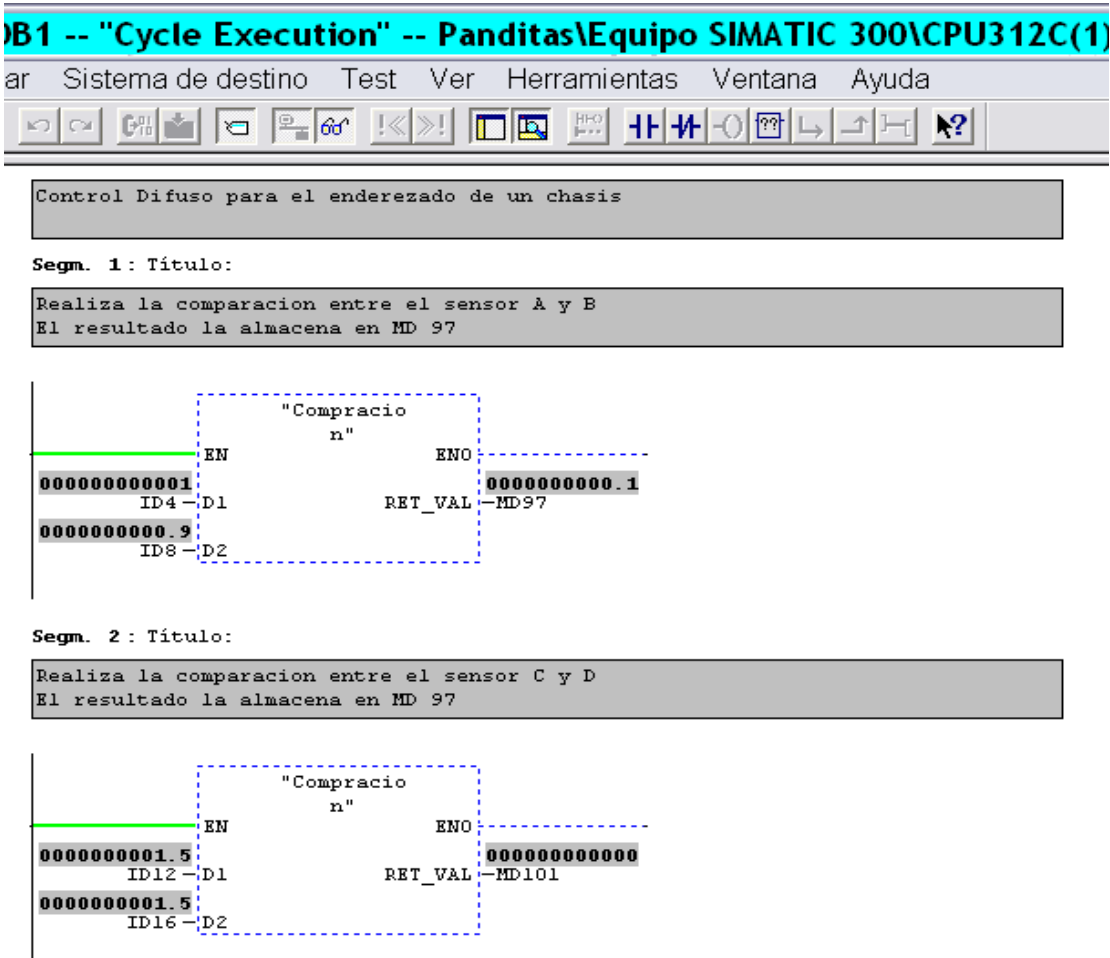 OB1 -- "Cycle Execution" -- Panditas\Equipo SIMATIC 300\CPU312C(1)
ar Sistema de destino Test Ver Herramientas Ventana Ayuda
Control Difuso para el enderezado de un chasis
Segm. 1: Título:
Realiza la comparacion entre el sensor A y B
El resultado la almacena en MD 97
"Compracio
n"
EN ENO
000000000001 0000000000.1
ID4 D1 RET_VAL MD97
0000000000.9
ID8 D2
Segm. 2: Título:
Realiza la comparacion entre el sensor C y D
El resultado la almacena en MD 97
"Compracio
n"
EN ENO
0000000001.5 000000000000
ID12 D1 RET_VAL MD101
0000000001.5
ID16 D2